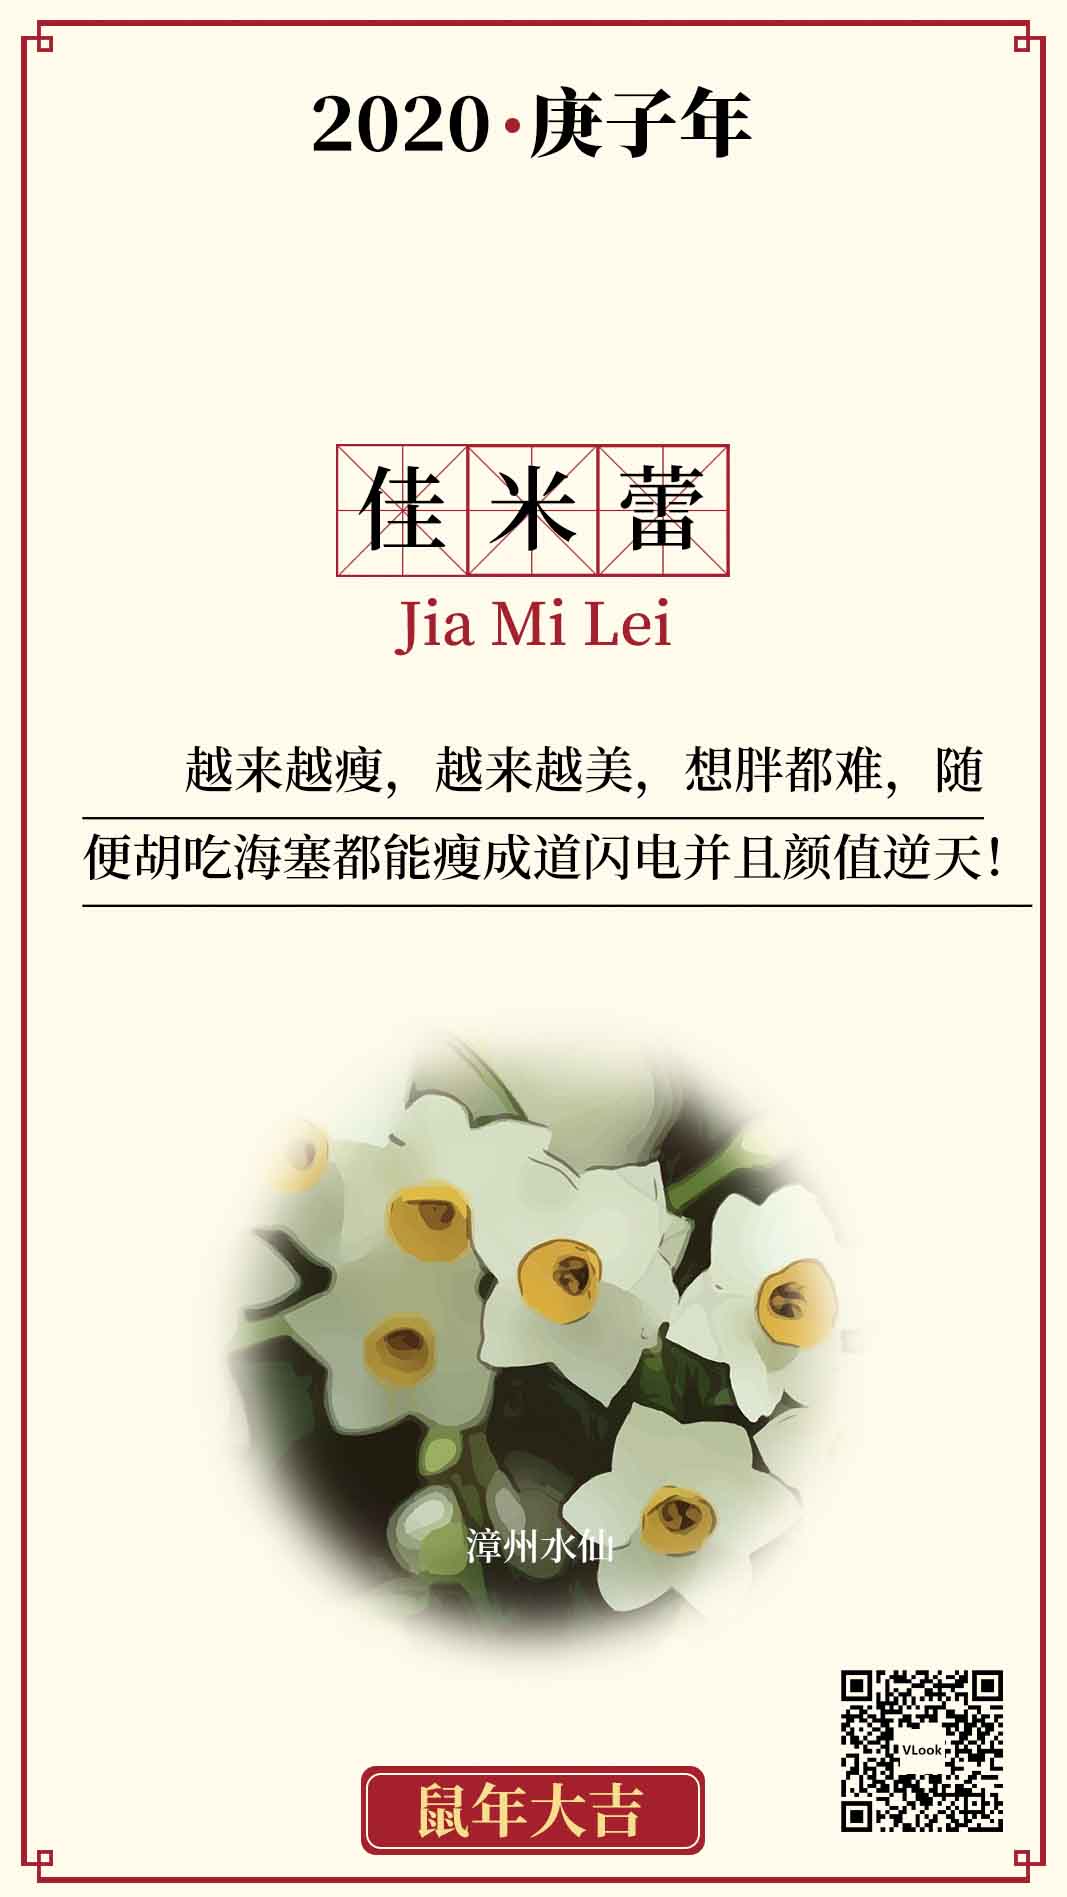 2020·庚子年
佳米蕾
Jia Mi Lei
越来越瘦，越来越美，想胖都难，随
便胡吃海塞都能瘦成道闪电并且颜值逆天！
漳州水仙
VLook
鼠年大吉